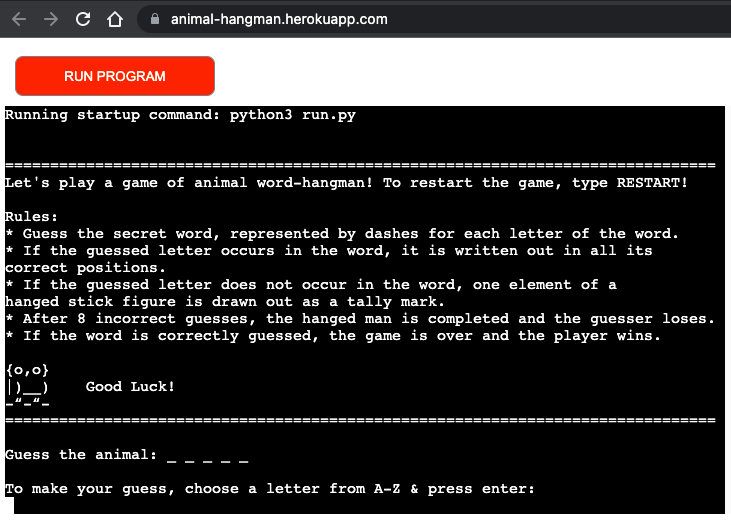 animal-hangman.herokuapp.com
RUN PROGRAM
Running startup command: python3 run.py
===============================================================================
Let's play a game of animal word-hangman! To restart the game, type RESTART!
Rules:
* Guess the secret word, represented by dashes for each letter of the word.
* If the guessed letter occurs in the word, it is written out in all its
correct positions.
* If the guessed letter does not occur in the word, one element of a
hanged stick figure is drawn out as a tally mark.
* After 8 incorrect guesses, the hanged man is completed and the guesser loses.
* If the word is correctly guessed, the game is over and the player wins.
{o,o}
|)__)    Good Luck!
-“-“-
===============================================================================
Guess the animal: _ _ _ _ _
To make your guess, choose a letter from A-Z & press enter: